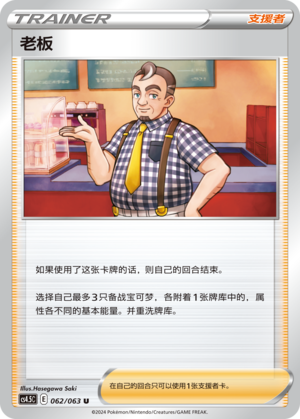 TRAINER
支援者
老板
如果使用了这张卡牌的话，则自己的回合结束。
选择自己最多3只备战宝可梦，各附着1张牌库中的，属
性各不同的基本能量。并重洗牌库。
在自己的回合只可以使用1张支援者卡。
Illus.Hasegawa Saki
CS4.5C E 062/063 U
©2024 Pokémon/Nintendo/Creatures/GAME FREAK.